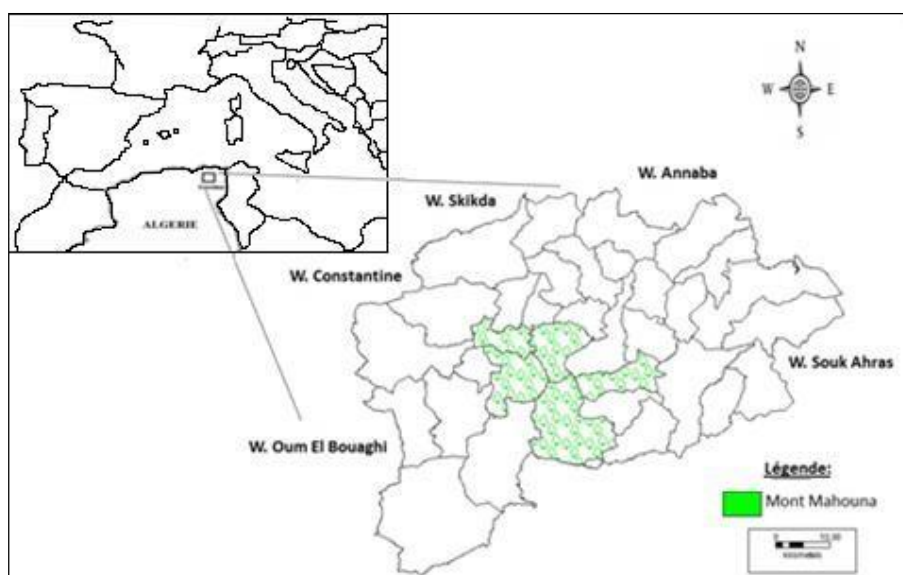 ALGERIE
N
W E
S
W. Annaba
W. Skikda
W. Constantine
W. Souk Ahras
W. Oum El Bouaghi
Légende:
Mont Mahouna